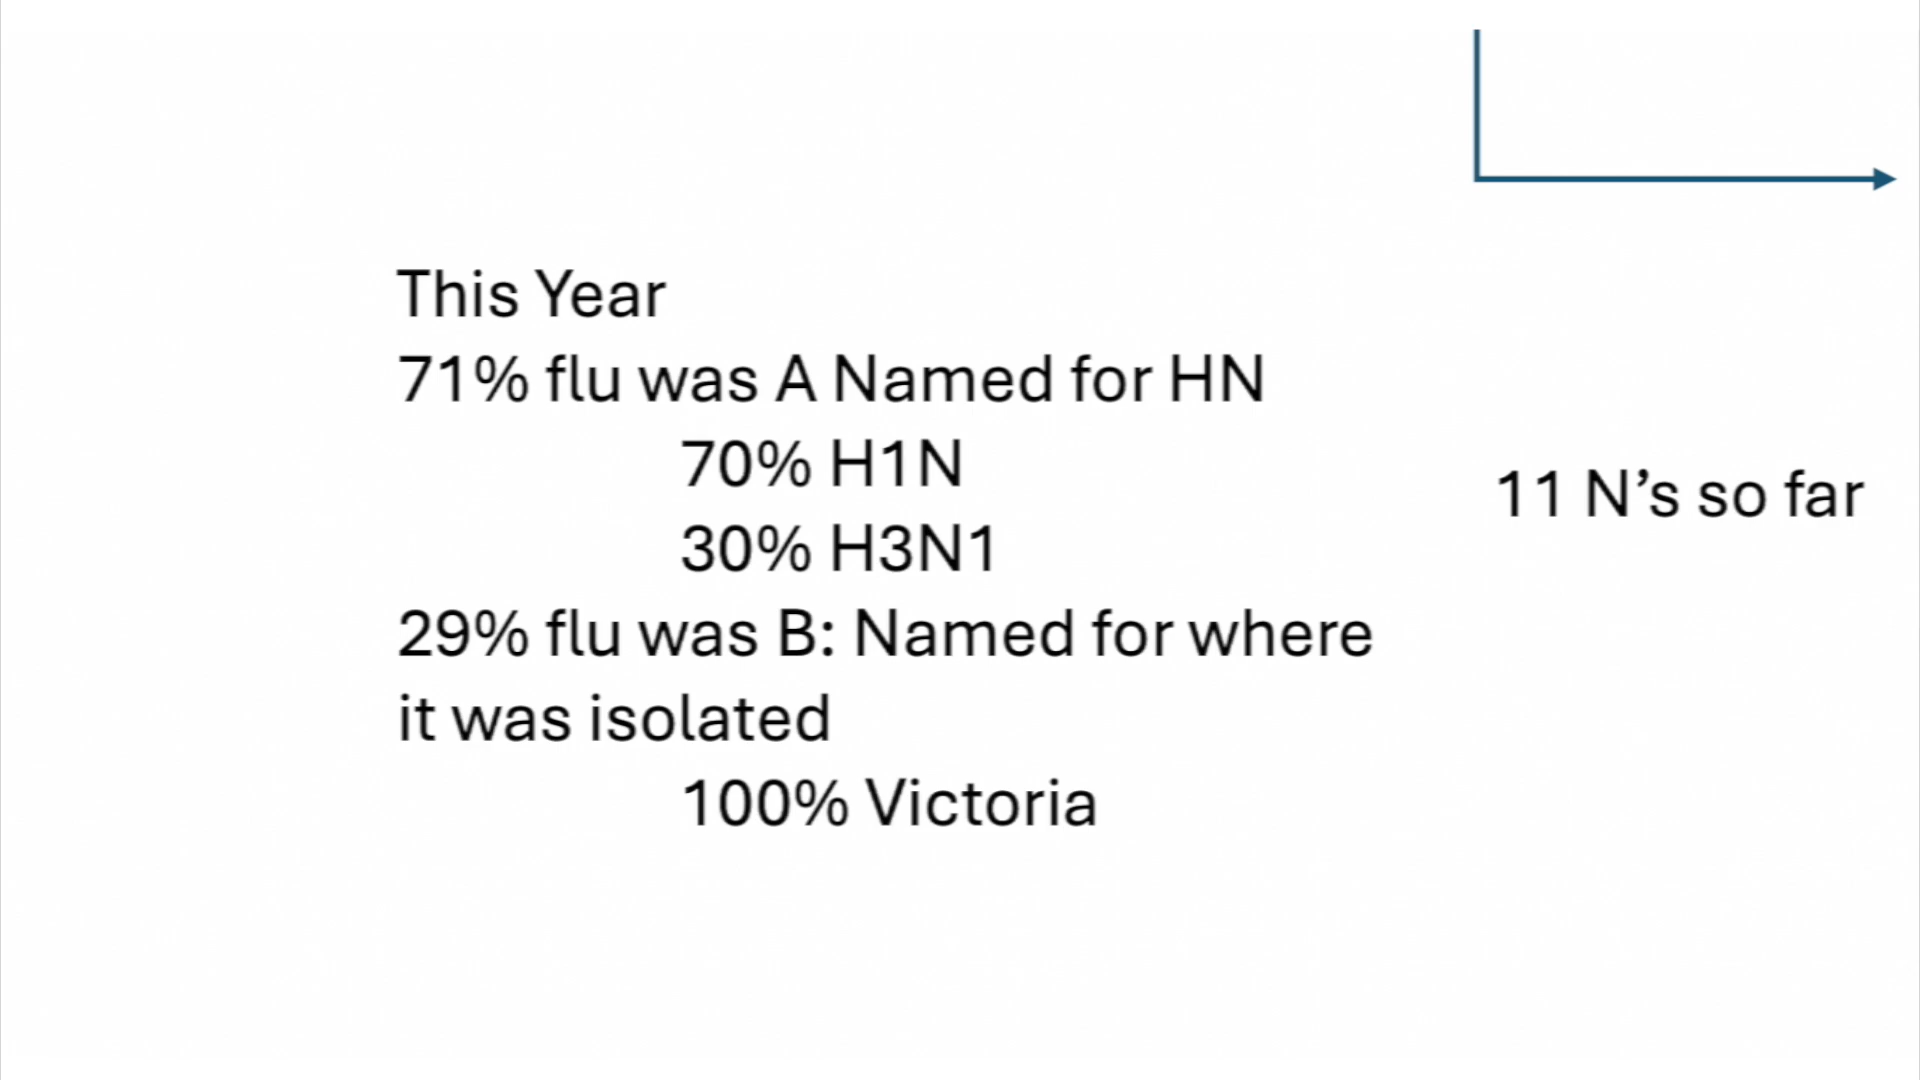 This Year
71% flu was A Named for HN
70% H1N
30% H3N1
11 N’s so far
29% flu was B: Named for where
it was isolated
100% Victoria